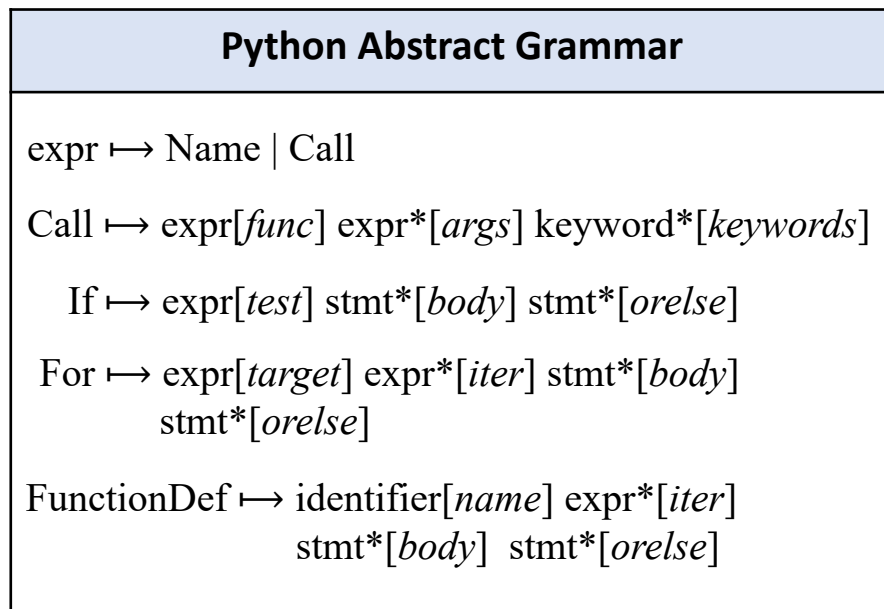 Python Abstract Grammar
expr ⟼ Name | Call
Call ⟼ expr[func] expr*[args] keyword*[keywords]
If ⟼ expr[test] stmt*[body] stmt*[orelse]
For ⟼ expr[target] expr*[iter] stmt*[body]
stmt*[orelse]
FunctionDef ⟼ identifier[name] expr*[iter]
stmt*[body] stmt*[orelse]